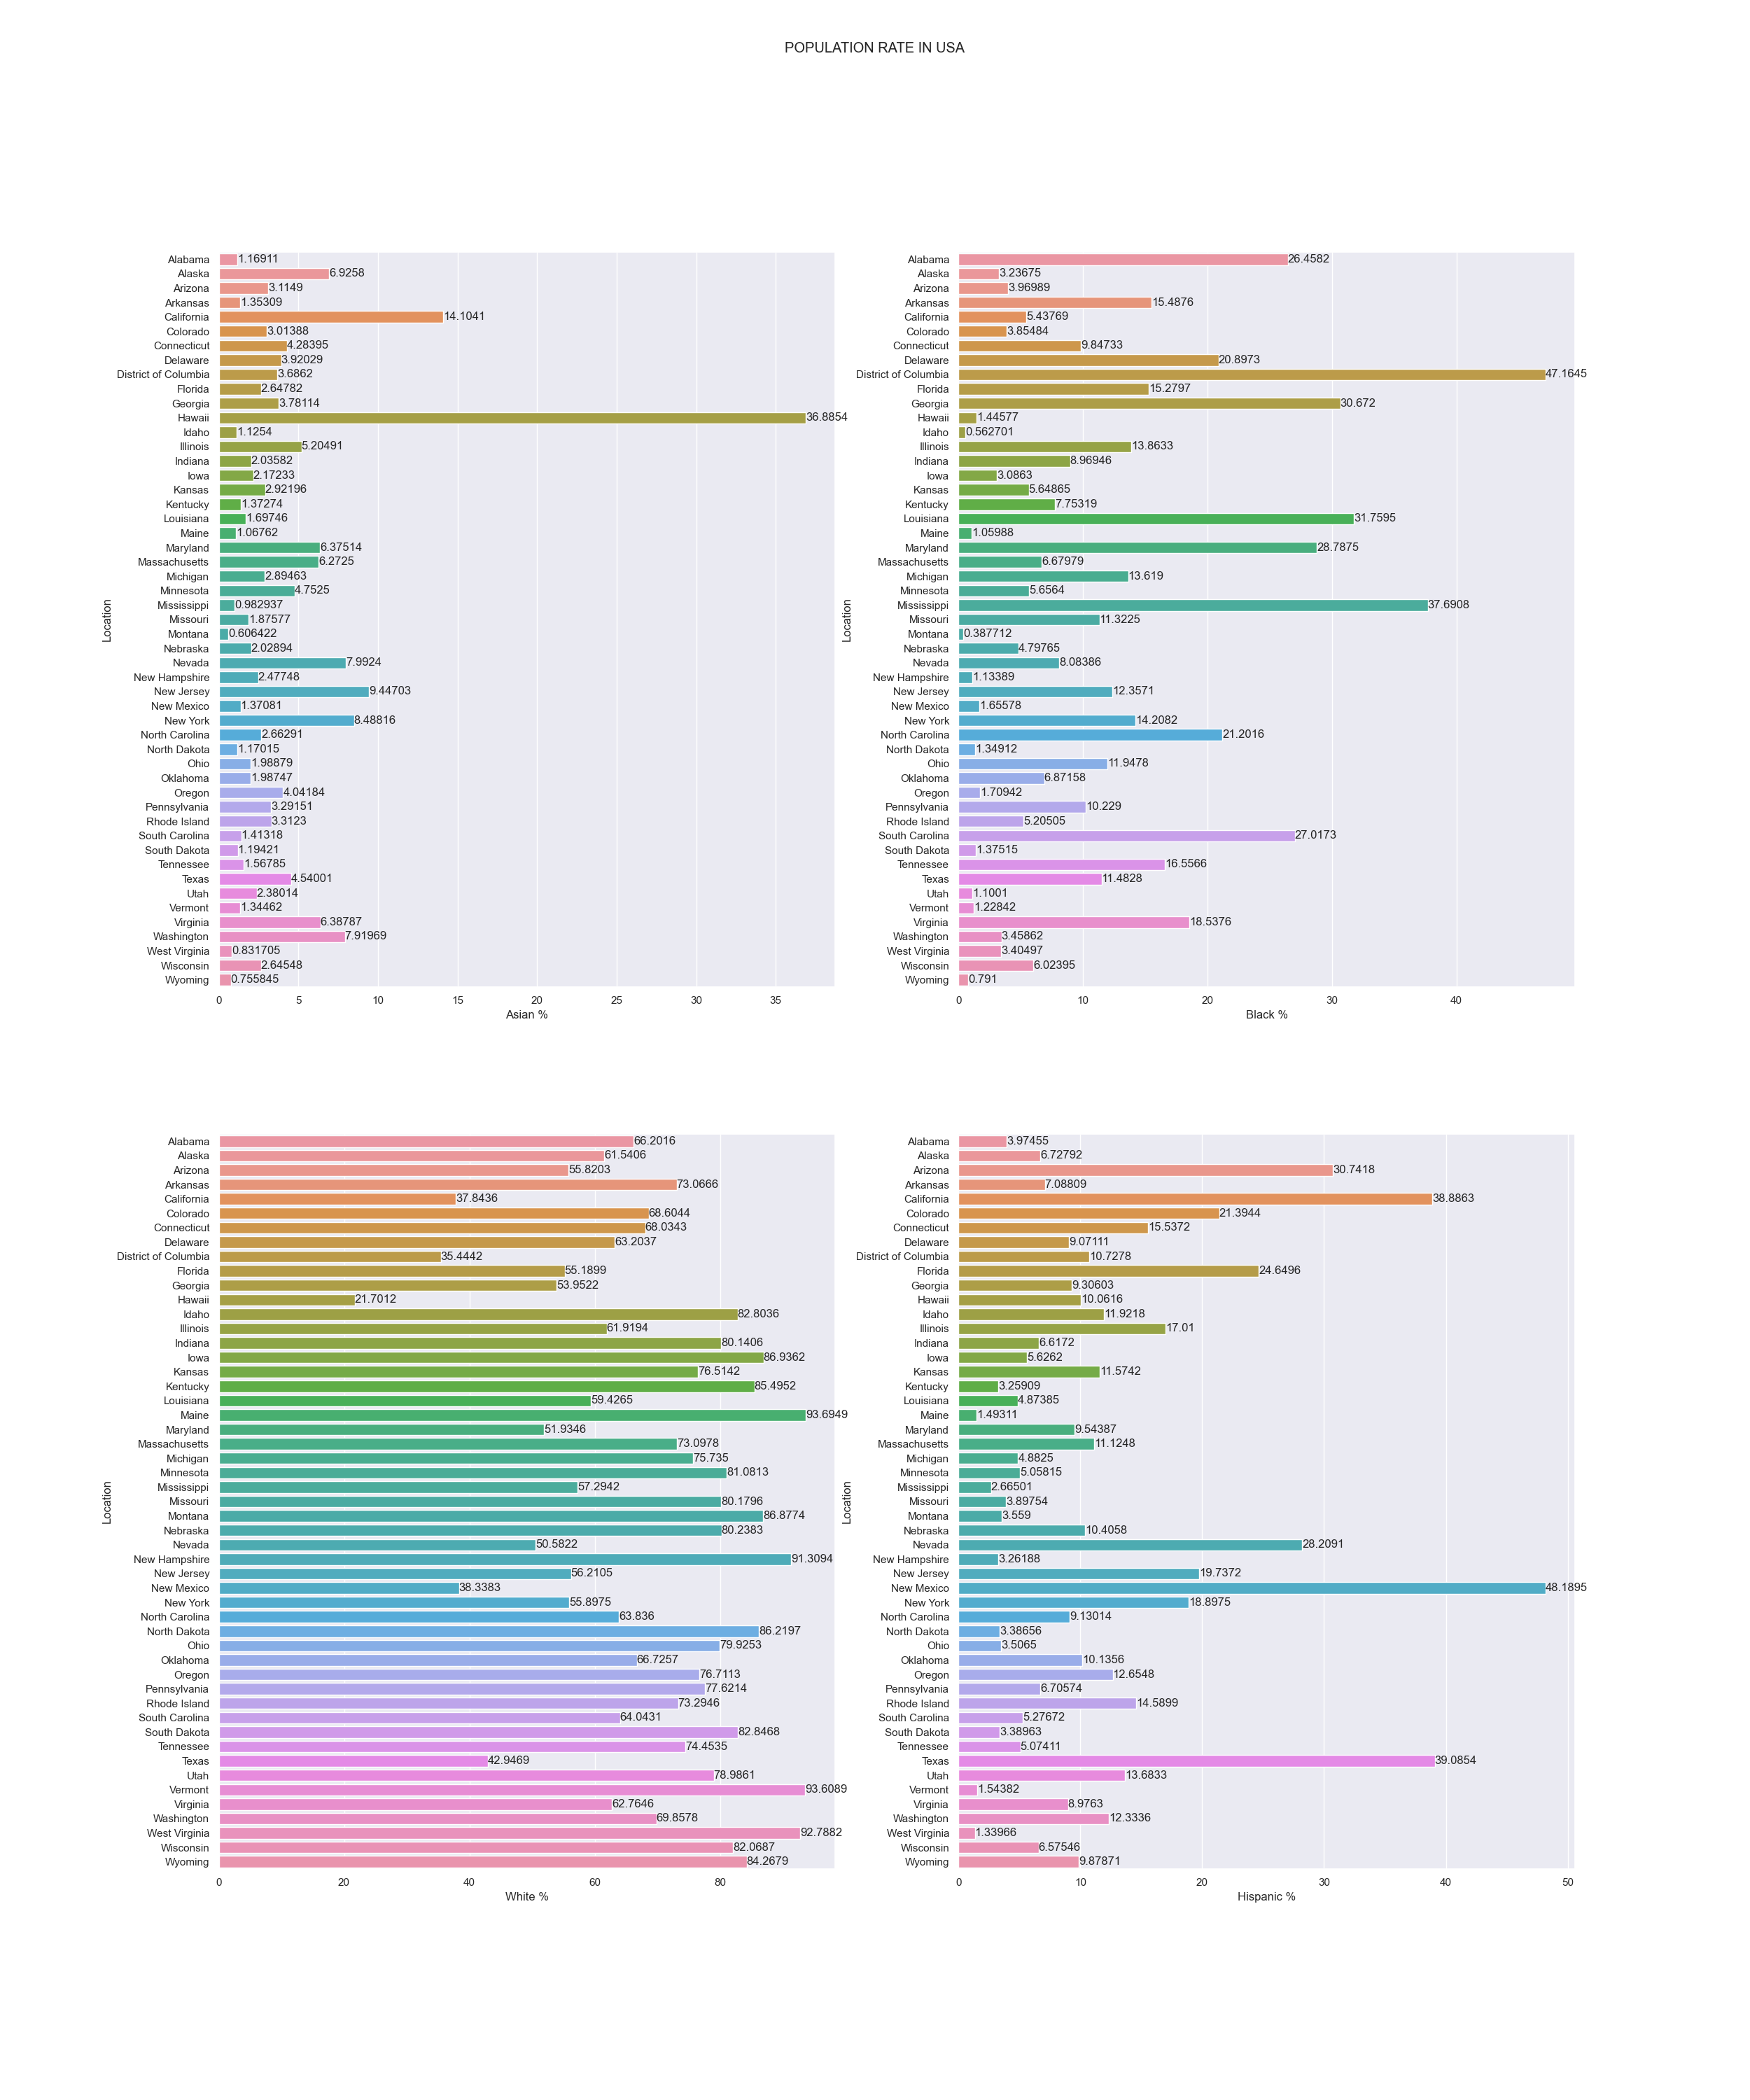 POPULATION RATE IN USA
Location
Alabama 1.16911
Alaska 6.9258
Arizona 3.1149
Arkansas 1.35309
California 14.1041
Colorado 3.01388
Connecticut 4.28395
Delaware 3.92029
District of Columbia 3.6862
Florida 2.64782
Georgia 3.78114
Hawaii 36.8854
Idaho 1.1254
Illinois 5.20491
Indiana 2.03582
Iowa 2.17233
Kansas 2.92196
Kentucky 1.37274
Louisiana 1.69746
Maine 1.06762
Maryland 6.37514
Massachusetts 6.2725
Michigan 2.89463
Minnesota 4.7525
Mississippi 0.982937
Missouri 1.87577
Montana 0.606422
Nebraska 2.02894
Nevada 7.9924
New Hampshire 2.47748
New Jersey 9.44703
New Mexico 1.37081
New York 8.48816
North Carolina 2.66291
North Dakota 1.17015
Ohio 1.98879
Oklahoma 1.98747
Oregon 4.04184
Pennsylvania 3.29151
Rhode Island 3.3123
South Carolina 1.41318
South Dakota 1.19421
Tennessee 1.56785
Texas 4.54001
Utah 2.38014
Vermont 1.34462
Virginia 6.38787
Washington 7.91969
West Virginia 0.831705
Wisconsin 2.64548
Wyoming 0.755845
0 5 10 15 20 25 30 35
Asian %
Location
Alabama 26.4582
Alaska 3.23675
Arizona 3.96989
Arkansas 15.4876
California 5.43769
Colorado 3.85484
Connecticut 9.84733
Delaware 20.8973
District of Columbia 47.1645
Florida 15.2797
Georgia 30.672
Hawaii 1.44577
Idaho 0.562701
Illinois 13.8633
Indiana 8.96946
Iowa 3.0863
Kansas 5.64865
Kentucky 7.75319
Louisiana 31.7595
Maine 1.05988
Maryland 28.7875
Massachusetts 6.67979
Michigan 13.619
Minnesota 5.6564
Mississippi 37.6908
Missouri 11.3225
Montana 0.387712
Nebraska 4.79765
Nevada 8.08386
New Hampshire 1.13389
New Jersey 12.3571
New Mexico 1.65578
New York 14.2082
North Carolina 21.2016
North Dakota 1.34912
Ohio 11.9478
Oklahoma 6.87158
Oregon 1.70942
Pennsylvania 10.229
Rhode Island 5.20505
South Carolina 27.0173
South Dakota 1.37515
Tennessee 16.5566
Texas 11.4828
Utah 1.1001
Vermont 1.22842
Virginia 18.5376
Washington 3.45862
West Virginia 3.40497
Wisconsin 6.02395
Wyoming 0.791
0 10 20 30 40
Black %
Location
Alabama 66.2016
Alaska 61.5406
Arizona 55.8203
Arkansas 73.0666
California 37.8436
Colorado 68.6044
Connecticut 68.0343
Delaware 63.2037
District of Columbia 35.4442
Florida 55.1899
Georgia 53.9522
Hawaii 21.7012
Idaho 82.8036
Illinois 61.9194
Indiana 80.1406
Iowa 86.9362
Kansas 76.5142
Kentucky 85.4952
Louisiana 59.4265
Maine 93.6949
Maryland 51.9346
Massachusetts 73.0978
Michigan 75.735
Minnesota 81.0813
Mississippi 57.2942
Missouri 80.1796
Montana 86.8774
Nebraska 80.2383
Nevada 50.5822
New Hampshire 91.3094
New Jersey 56.2105
New Mexico 38.3383
New York 55.8975
North Carolina 63.836
North Dakota 86.2197
Ohio 79.9253
Oklahoma 66.7257
Oregon 76.7113
Pennsylvania 77.6214
Rhode Island 73.2946
South Carolina 64.0431
South Dakota 82.8468
Tennessee 74.4535
Texas 42.9469
Utah 78.9861
Vermont 93.6089
Virginia 62.7646
Washington 69.8578
West Virginia 92.7882
Wisconsin 82.0687
Wyoming 84.2679
0 20 40 60 80
White %
Location
Alabama 3.97455
Alaska 6.72792
Arizona 30.7418
Arkansas 7.08809
California 38.8863
Colorado 21.3944
Connecticut 15.5372
Delaware 9.07111
District of Columbia 10.7278
Florida 24.6496
Georgia 9.30603
Hawaii 10.0616
Idaho 11.9218
Illinois 17.01
Indiana 6.6172
Iowa 5.6262
Kansas 11.5742
Kentucky 3.25909
Louisiana 4.87385
Maine 1.49311
Maryland 9.54387
Massachusetts 11.1248
Michigan 4.8825
Minnesota 5.05815
Mississippi 2.66501
Missouri 3.89754
Montana 3.559
Nebraska 10.4058
Nevada 28.2091
New Hampshire 3.26188
New Jersey 19.7372
New Mexico 48.1895
New York 18.8975
North Carolina 9.13014
North Dakota 3.38656
Ohio 3.5065
Oklahoma 10.1356
Oregon 12.6548
Pennsylvania 6.70574
Rhode Island 14.5899
South Carolina 5.27672
South Dakota 3.38963
Tennessee 5.07411
Texas 39.0854
Utah 13.6833
Vermont 1.54382
Virginia 8.9763
Washington 12.3336
West Virginia 1.33966
Wisconsin 6.57546
Wyoming 9.87871
0 10 20 30 40 50
Hispanic %